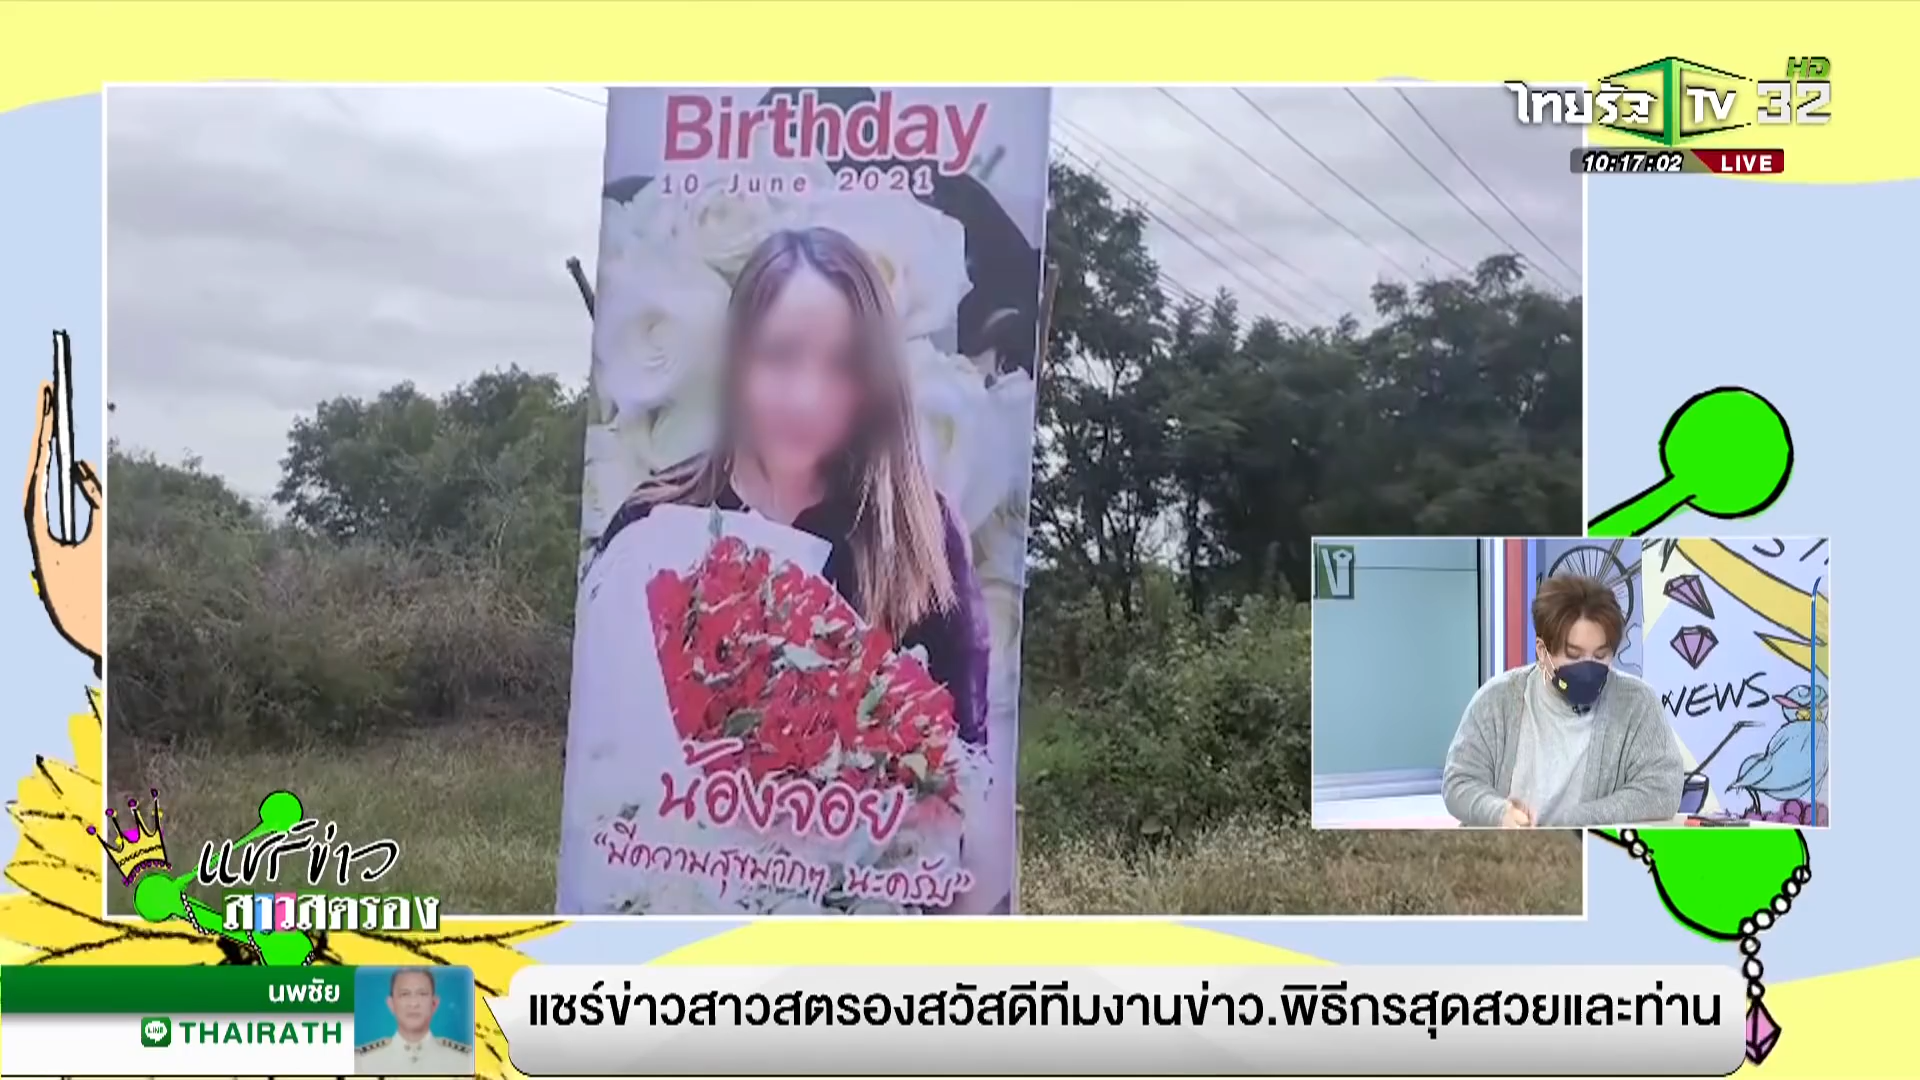 Birthday
10 June 2021
น้องจอย
“มีความสุขมากๆ นะครับ”
ไทยรัฐ TV HD 32
10:17:02 LIVE
NEWS
แชร์ข่าว
สาวสตรอง
นพชัย
LINE THAIRATH
แชร์ข่าวสาวสตรองสวัสดีทีมงานข่าว.พิธีกรสุดสวยและท่าน